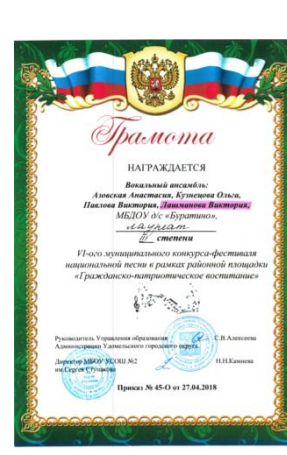 Грамота
НАГРАЖДАЕТСЯ
Вокальный ансамбль:
Азовская Анастасия, Кузнецова Ольга,
Павлова Виктория, Лашманова Виктория,
МБДОУ д/с «Буратино»,
лауреат
III степени
VI-ого муниципального конкурса-фестиваля
национальной песни в рамках районной площадки
«Гражданско-патриотическое воспитание»
Руководитель Управления образования С.В.Алексеева
Администрации Удомельского городского округа
Директор МБОУ УСОШ №2 Н.Н.Камнева
им.Сергея Ступакова
Приказ № 45-О от 27.04.2018